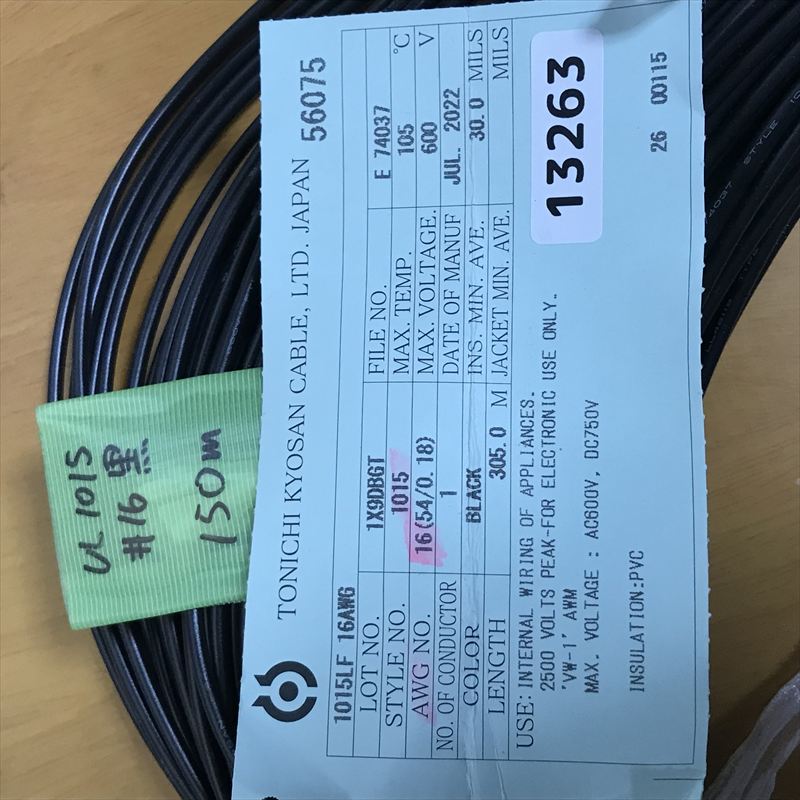 TONICHI KYOSAN CABLE, LTD. JAPAN 56075
1015LF 16AWG
LOT NO. 1X9DBGT FILE NO. E 74037
STYLE NO. 1015 MAX. TEMP. 105 ℃
AWG NO. 16(54/0.18) MAX. VOLTAGE. 600 V
NO. OF CONDUCTOR 1 DATE OF MANUF JUL. 2022
COLOR BLACK INS. MIN. AVE. 30.0 MILS
LENGTH 305.0 M JACKET MIN. AVE. MILS
USE: INTERNAL WIRING OF APPLIANCES.
2500 VOLTS PEAK-FOR ELECTRONIC USE ONLY.
'VW-1' AWM
MAX. VOLTAGE : AC600V, DC750V
INSULATION:PVC
13263
26 00115
UL1015
#16黒
150m
STYLE